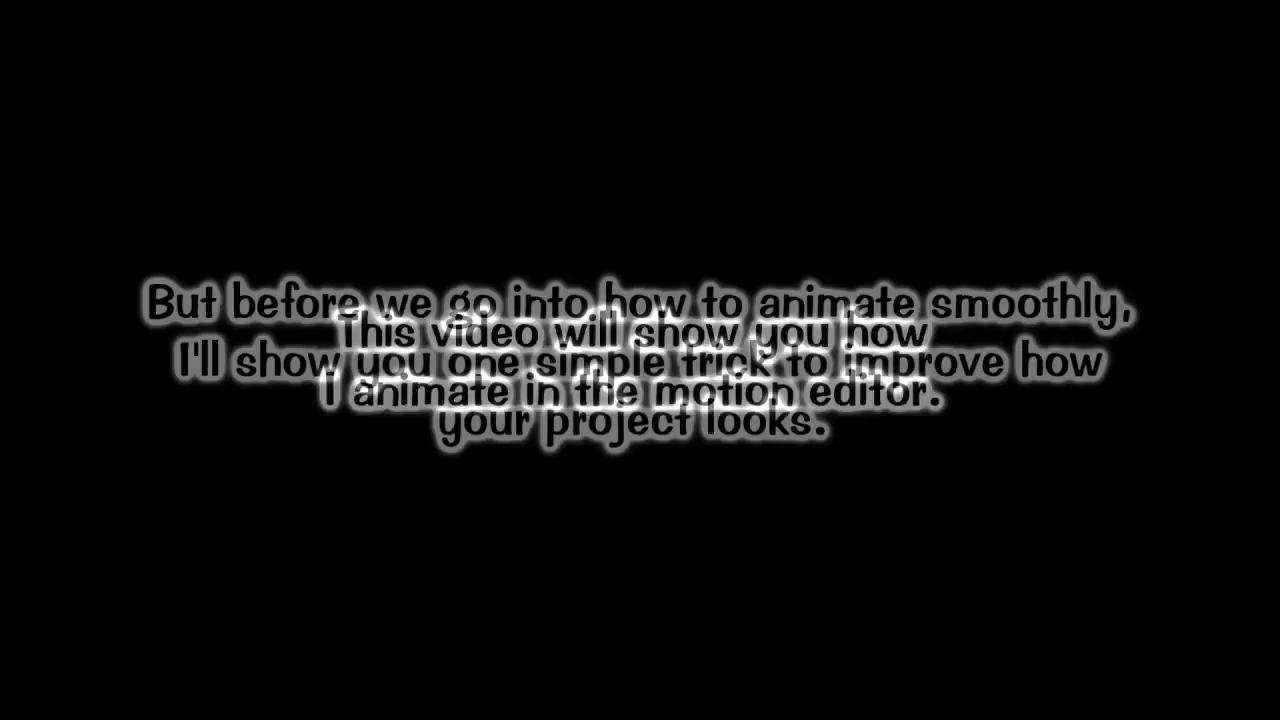 But before we go into how to animate smoothly,
This video will show you how
I'll show you one simple trick to improve how
I animate in the motion editor.
your project looks.